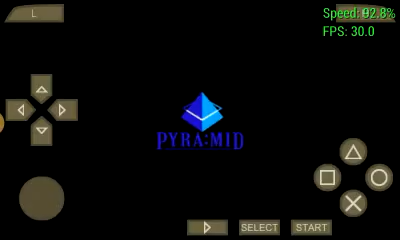 L
Speed: 92.8%
FPS: 30.0
PYRA:MID
SELECT
START